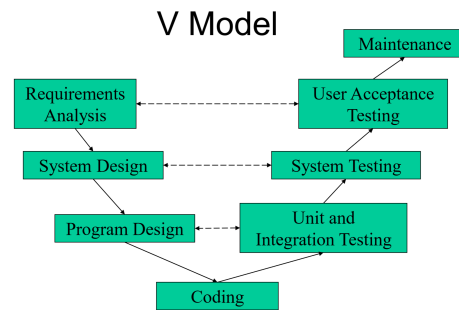 V Model
Maintenance
Requirements
Analysis
User Acceptance
Testing
System Design
System Testing
Program Design
Unit and
Integration Testing
Coding